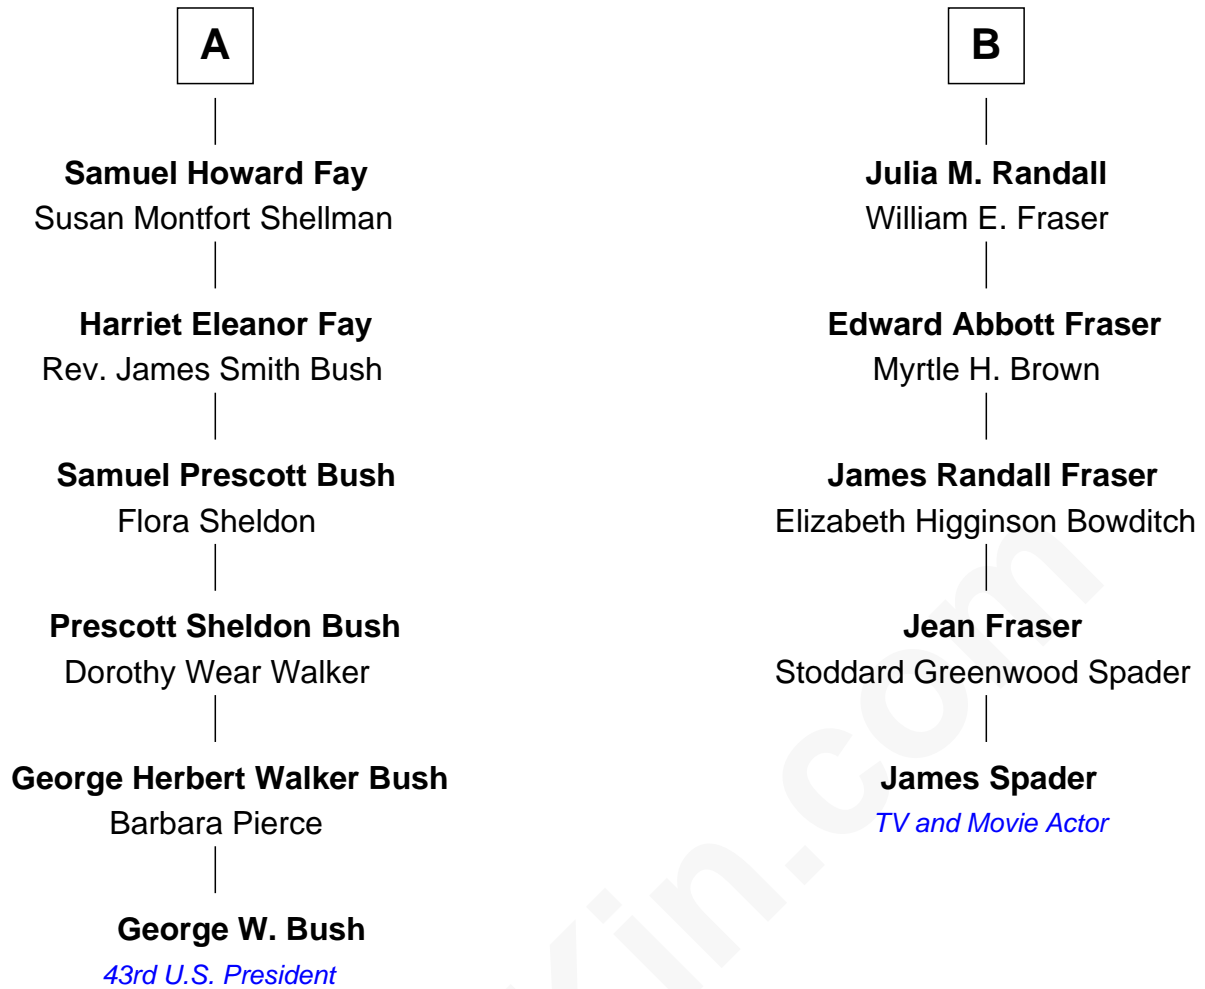 A
Samuel Howard Fay
Susan Montfort Shellman
Harriet Eleanor Fay
Rev. James Smith Bush
Samuel Prescott Bush
Flora Sheldon
Prescott Sheldon Bush
Dorothy Wear Walker
George Herbert Walker Bush
Barbara Pierce
George W. Bush
43rd U.S. President
B
Julia M. Randall
William E. Fraser
Edward Abbott Fraser
Myrtle H. Brown
James Randall Fraser
Elizabeth Higginson Bowditch
Jean Fraser
Stoddard Greenwood Spader
James Spader
TV and Movie Actor
Kin.com